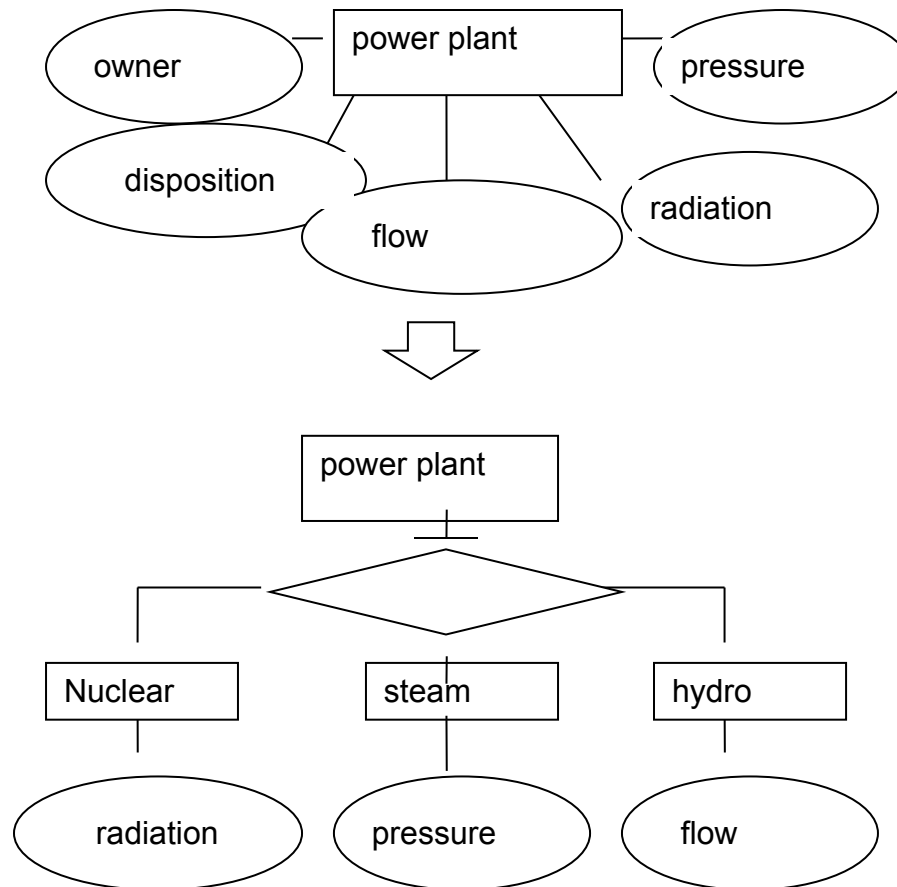 power plant
owner
pressure
disposition
radiation
flow
power plant
Nuclear
steam
hydro
radiation
pressure
flow